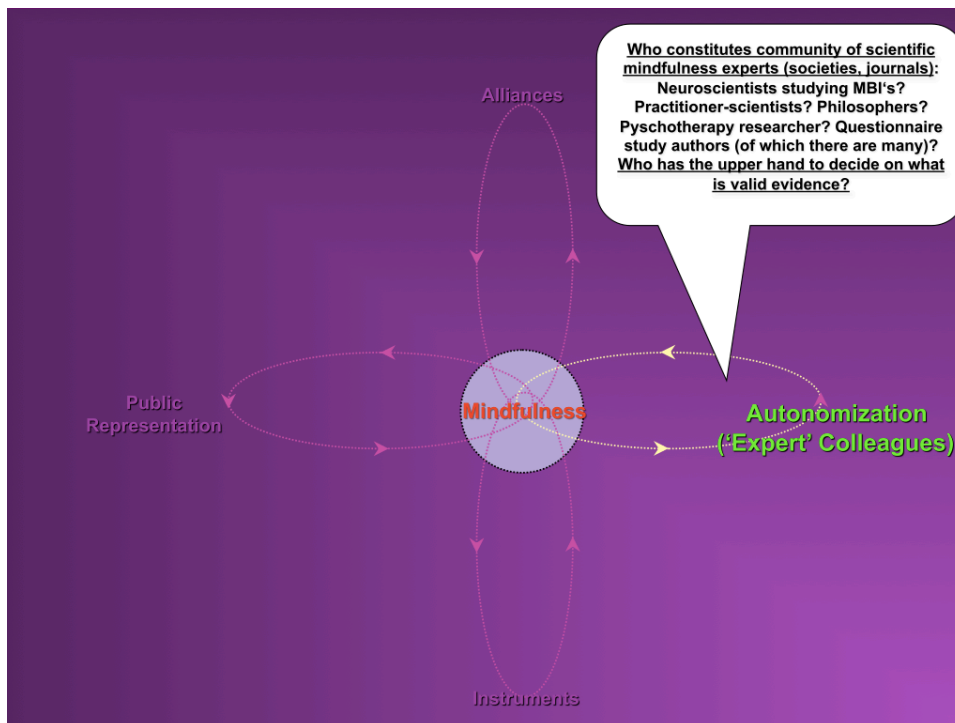 Who constitutes community of scientific
mindfulness experts (societies, journals):
Neuroscientists studying MBI‘s?
Practitioner-scientists? Philosophers?
Pyschotherapy researcher? Questionnaire
study authors (of which there are many)?
Who has the upper hand to decide on what
is valid evidence?
Alliances
Public
Representation
Mindfulness
Autonomization
(‘Expert’ Colleagues)
Instruments